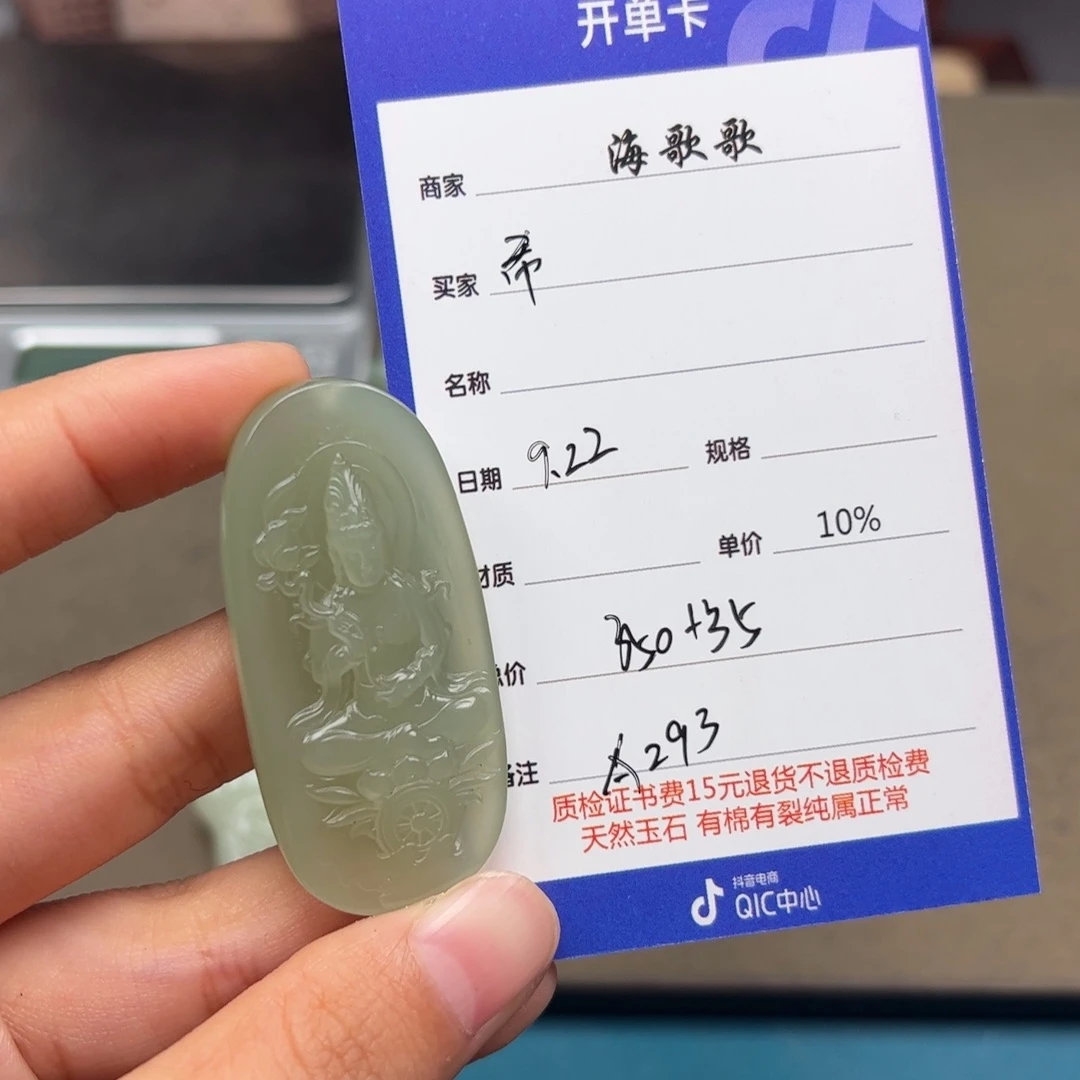 开单卡
商家 海歌歌
买家 希
名称
日期 9.22 规格
材质 单价 10%
总价 350+35
备注 A293
质检证书费15元退货不退质检费
天然玉石 有棉有裂纯属正常
抖音电商
QIC中心